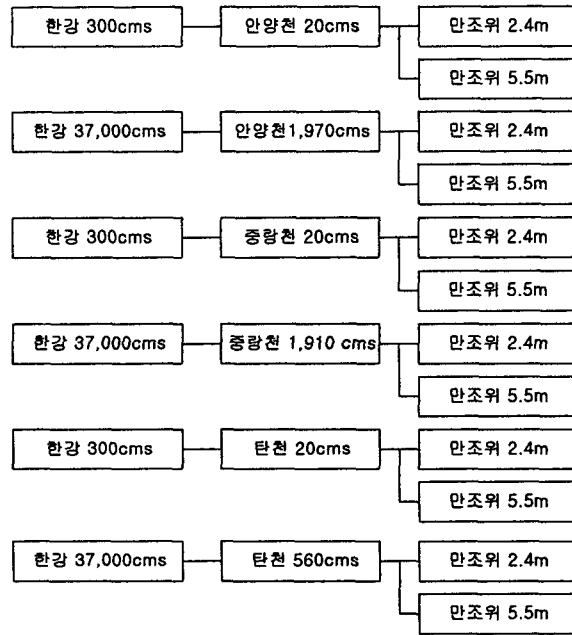 한강 300cms 안양천 20cms 만조위 2.4m
만조위 5.5m
한강 37,000cms 안양천1,970cms 만조위 2.4m
만조위 5.5m
한강 300cms 중랑천 20cms 만조위 2.4m
만조위 5.5m
한강 37,000cms 중랑천 1,910 cms 만조위 2.4m
만조위 5.5m
한강 300cms 탄천 20cms 만조위 2.4m
만조위 5.5m
한강 37,000cms 탄천 560cms 만조위 2.4m
만조위 5.5m